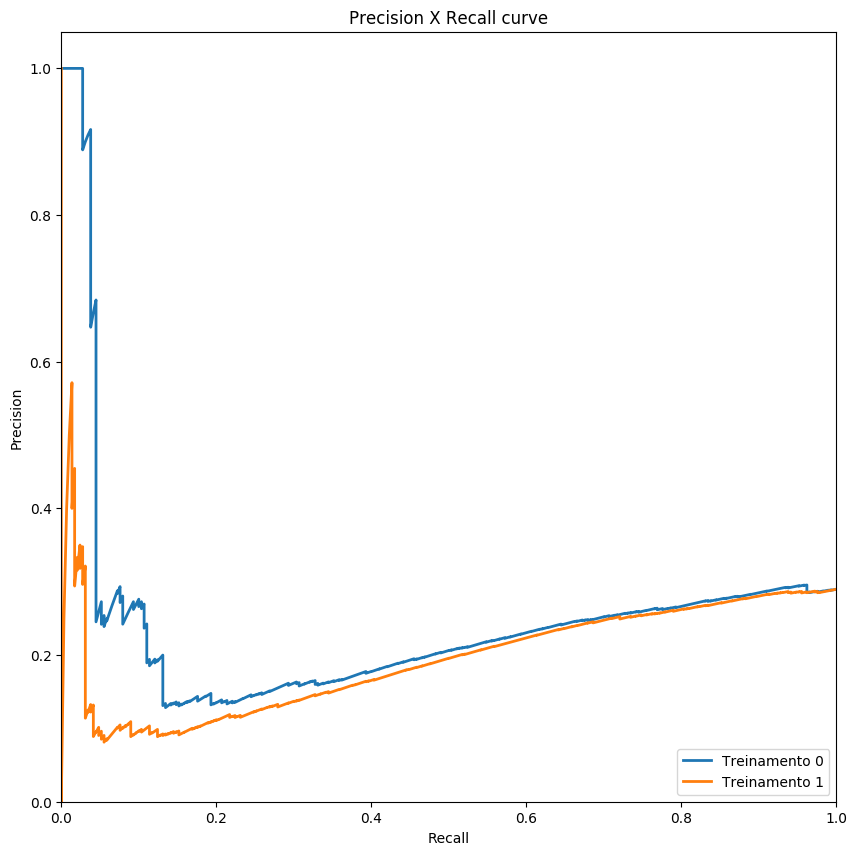 Precision X Recall curve
1.0
0.8
0.6
0.4
0.2
0.0
Precision
0.0 0.2 0.4 0.6 0.8 1.0
Recall
Treinamento 0
Treinamento 1